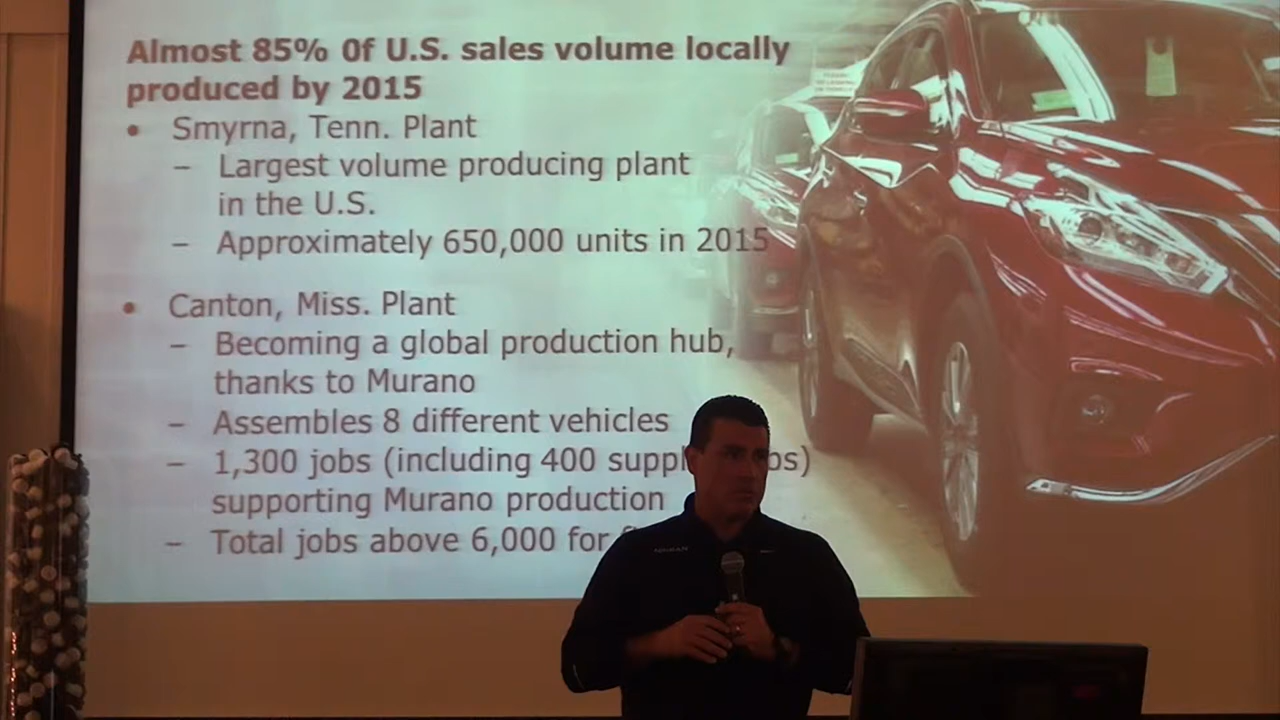 Almost 85% 0f U.S. sales volume locally
produced by 2015
• Smyrna, Tenn. Plant
– Largest volume producing plant
in the U.S.
– Approximately 650,000 units in 2015
• Canton, Miss. Plant
– Becoming a global production hub,
thanks to Murano
– Assembles 8 different vehicles
– 1,300 jobs (including 400
supporting Murano production
– Total jobs above 6,000 for
NISSAN